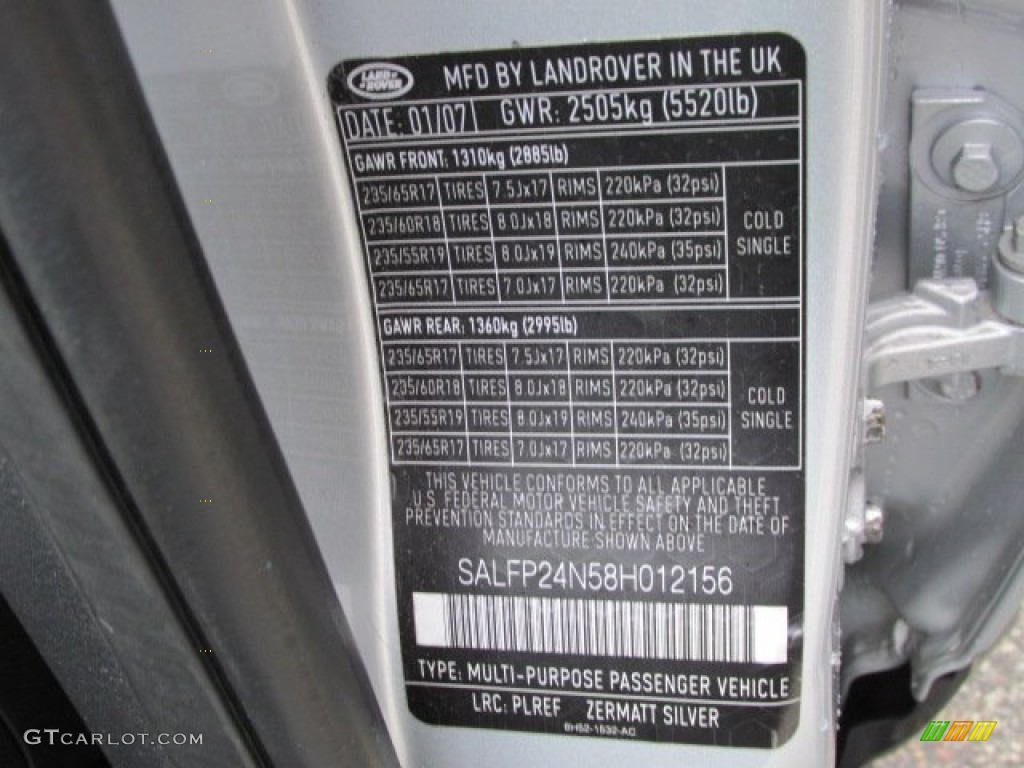 LAND ROVER
MFD BY LANDROVER IN THE UK
DATE: 01/07 GWR: 2505kg (5520lb)
GAWR FRONT: 1310kg (2885lb)
235/65R17 TIRES 7.5Jx17 RIMS 220kPa (32psi)
235/60R18 TIRES 8.0Jx18 RIMS 220kPa (32psi)
235/55R19 TIRES 8.0Jx19 RIMS 240kPa (35psi)
235/65R17 TIRES 7.0Jx17 RIMS 220kPa (32psi)
COLD
SINGLE
GAWR REAR: 1360kg (2995lb)
235/65R17 TIRES 7.5Jx17 RIMS 220kPa (32psi)
235/60R18 TIRES 8.0Jx18 RIMS 220kPa (32psi)
235/55R19 TIRES 8.0Jx19 RIMS 240kPa (35psi)
235/65R17 TIRES 7.0Jx17 RIMS 220kPa (32psi)
COLD
SINGLE
THIS VEHICLE CONFORMS TO ALL APPLICABLE
U.S. FEDERAL MOTOR VEHICLE SAFETY AND THEFT
PREVENTION STANDARDS IN EFFECT ON THE DATE OF
MANUFACTURE SHOWN ABOVE
SALFP24N58H012156
TYPE: MULTI-PURPOSE PASSENGER VEHICLE
LRC: PLREF ZERMATT SILVER
6H52-1532-AC
GTCARLOT.COM